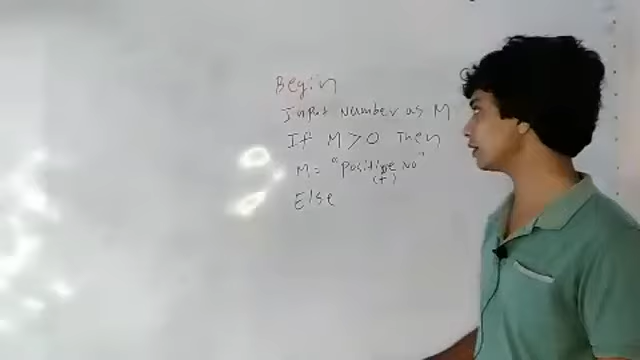 Begin
Input Number as M
If M > 0 Then
M = "Positive No"
(+)
Else